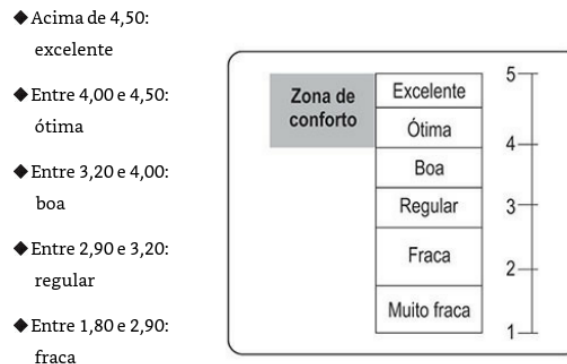 ◆Acima de 4,50:
excelente
◆Entre 4,00 e 4,50:
ótima
◆Entre 3,20 e 4,00:
boa
◆Entre 2,90 e 3,20:
regular
◆Entre 1,80 e 2,90:
fraca
Zona de
conforto
Excelente
Ótima
Boa
Regular
Fraca
Muito fraca
5
4
3
2
1